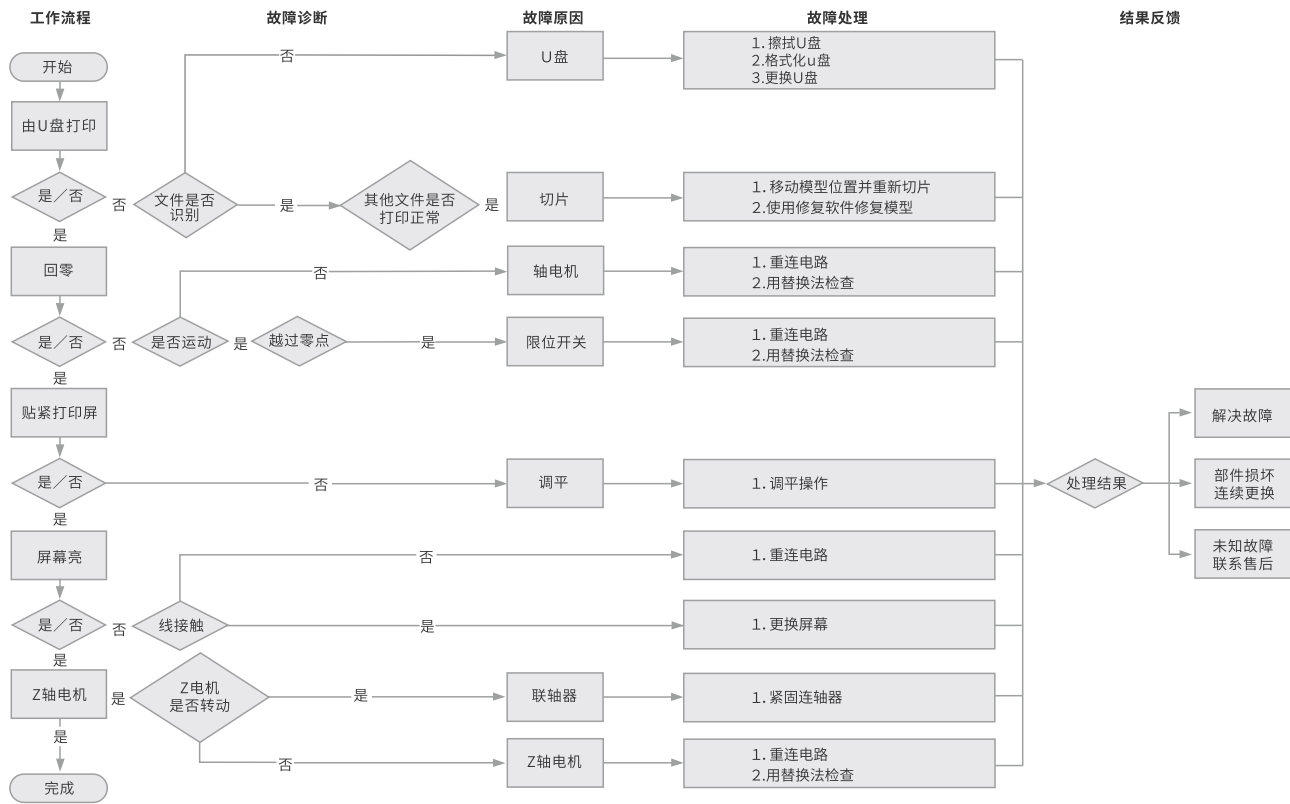 工作流程
故障诊断
故障原因
故障处理
结果反馈
开始
由U盘打印
是／否
否
是
文件是否
识别
否
是
其他文件是否
打印正常
是
U盘
1. 擦拭U盘
2.格式化u盘
3.更换U盘
切片
1. 移动模型位置并重新切片
2.使用修复软件修复模型
回零
是／否
否
是
是否运动
否
是
越过零点
是
轴电机
1. 重连电路
2.用替换法检查
限位开关
1. 重连电路
2.用替换法检查
贴紧打印屏
是／否
否
是
调平
1. 调平操作
屏幕亮
是／否
否
是
线接触
否
是
1. 重连电路
1. 更换屏幕
Z轴电机
是
是
Z电机
是否转动
是
否
联轴器
1. 紧固连轴器
Z轴电机
1. 重连电路
2.用替换法检查
完成
处理结果
解决故障
部件损坏
连续更换
未知故障
联系售后